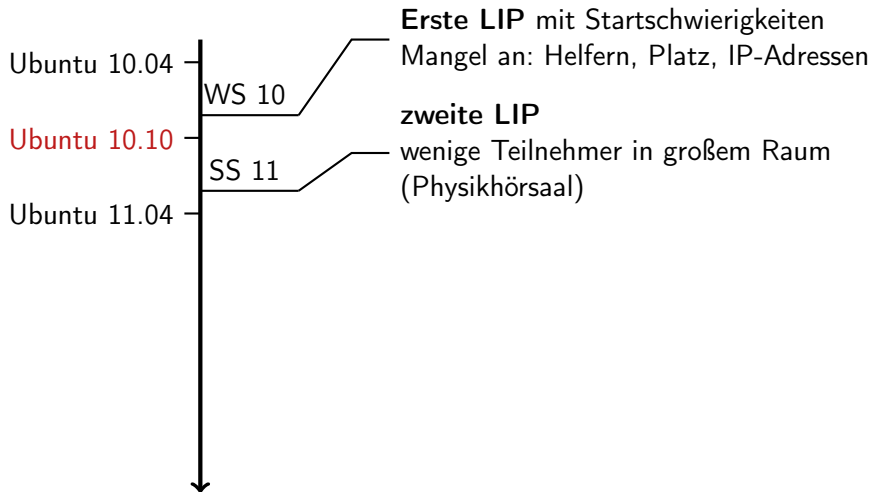 Erste LIP mit Startschwierigkeiten
Mangel an: Helfern, Platz, IP-Adressen
Ubuntu 10.04
WS 10
zweite LIP
Ubuntu 10.10
wenige Teilnehmer in großem Raum
SS 11
(Physikhörsaal)
Ubuntu 11.04